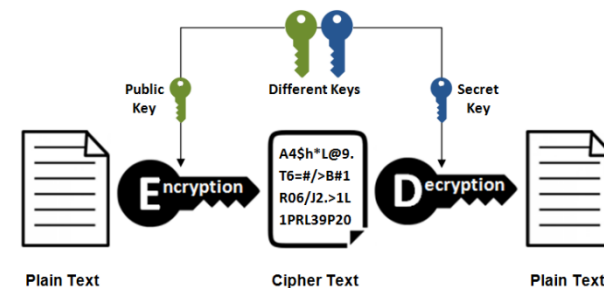 Public
Key
Different Keys
Secret
Key
Encryption
A4$h*L@9.
T6=#/>B#1
R06/J2.>1L
1PRL39P20
Decryption
Plain Text
Cipher Text
Plain Text